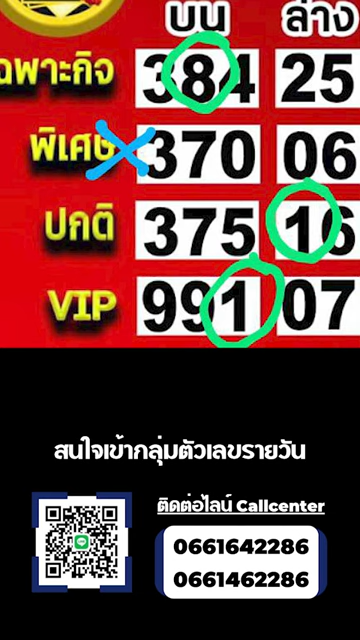 บน ล่าง
ฉพาะกิจ 384 25
พิเศษ 370 06
ปกติ 375 16
VIP 991 07
สนใจเข้ากลุ่มตัวเลขรายวัน
ติดต่อไลน์ Callcenter
0661642286
0661462286